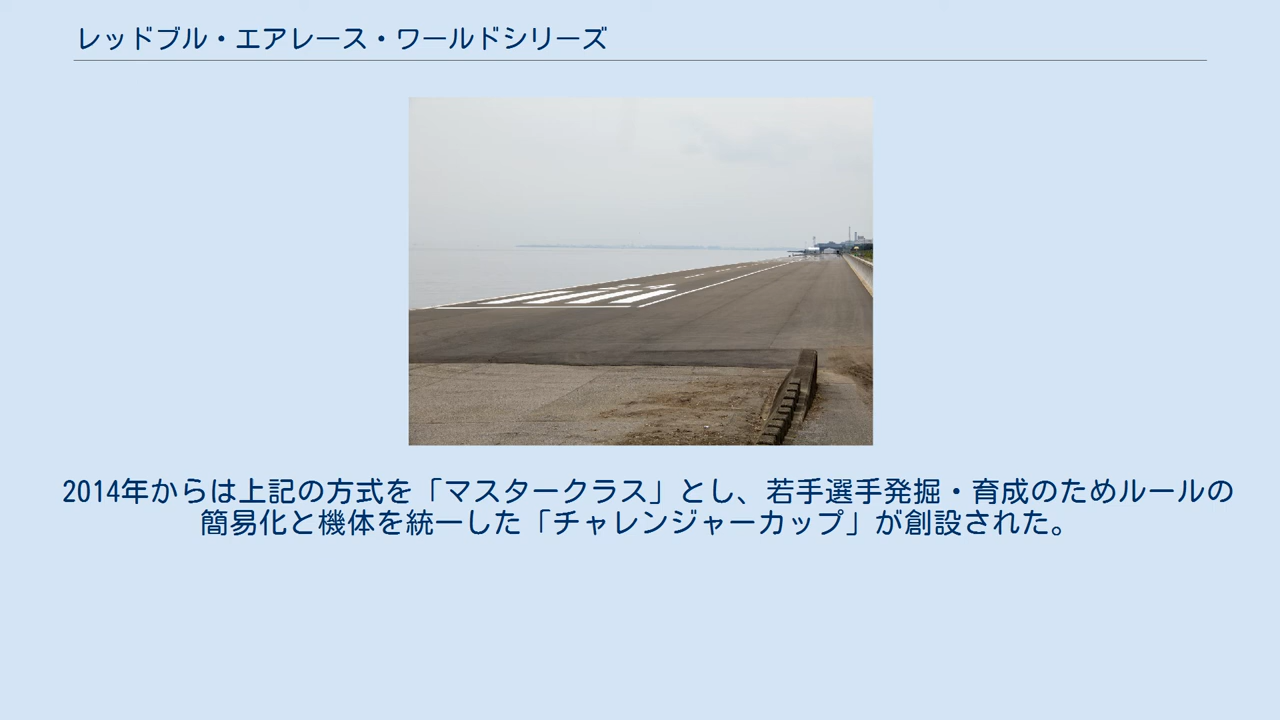 レッドブル・エアレース・ワールドシリーズ
2014年からは上記の方式を「マスタークラス」とし、若手選手発掘・育成のためルールの
簡易化と機体を統一した「チャレンジャーカップ」が創設された。